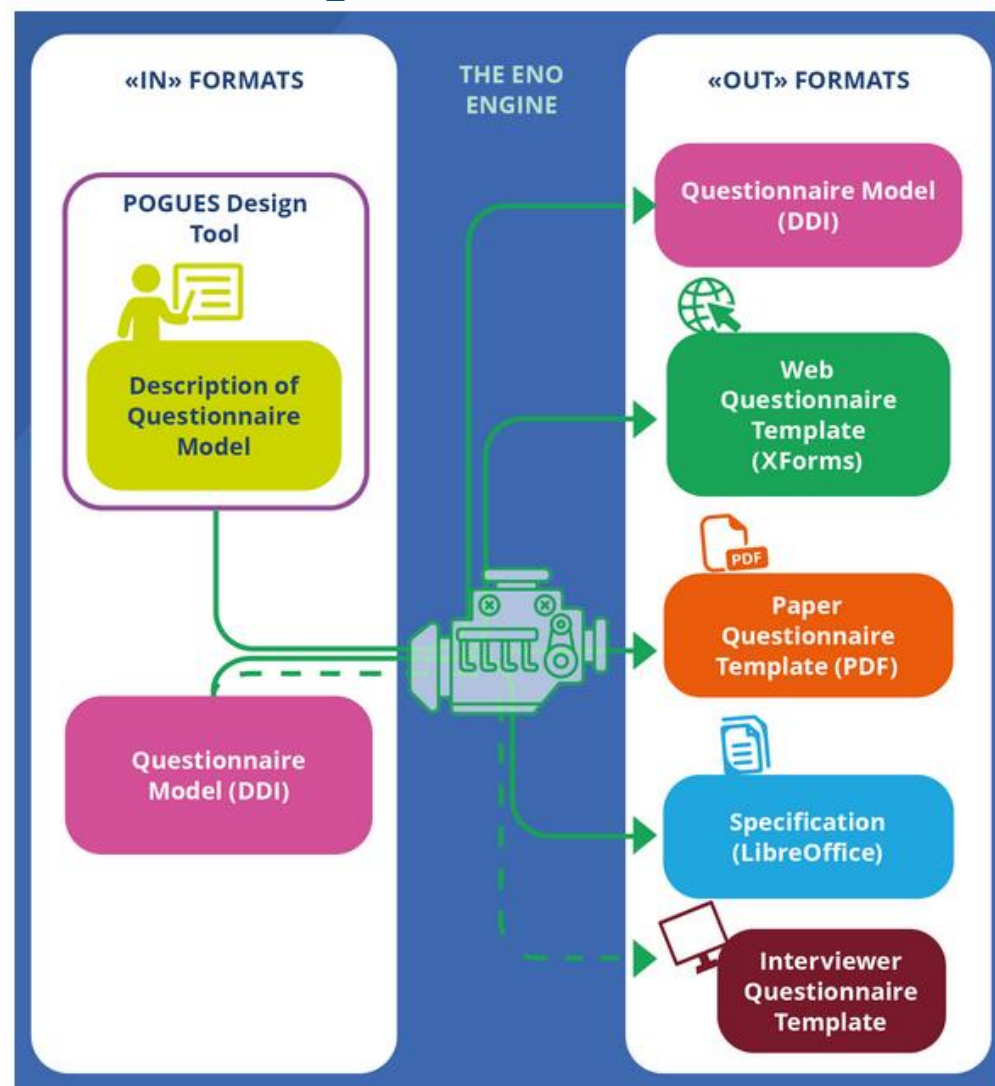 «IN» FORMATS
POGUES Design
Tool
Description of
Questionnaire
Model
Questionnaire
Model (DDI)
THE ENO
ENGINE
«OUT» FORMATS
Questionnaire Model
(DDI)
Web
Questionnaire
Template
(XForms)
PDF
Paper
Questionnaire
Template (PDF)
Specification
(LibreOffice)
Interviewer
Questionnaire
Template